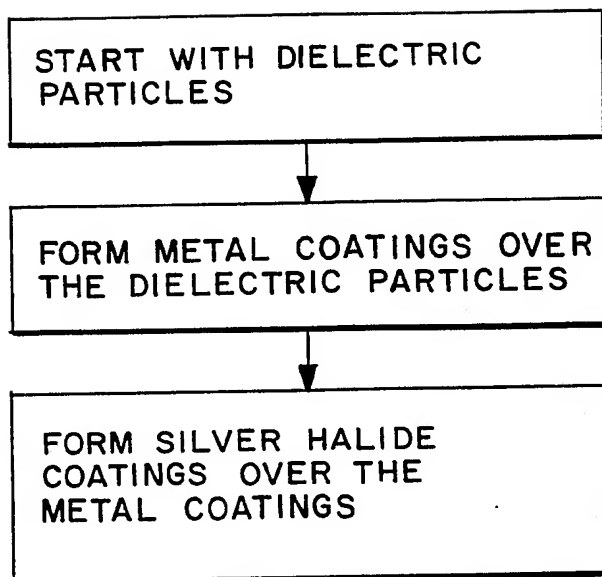 START WITH DIELECTRIC
PARTICLES
FORM METAL COATINGS OVER
THE DIELECTRIC PARTICLES
FORM SILVER HALIDE
COATINGS OVER THE
METAL COATINGS